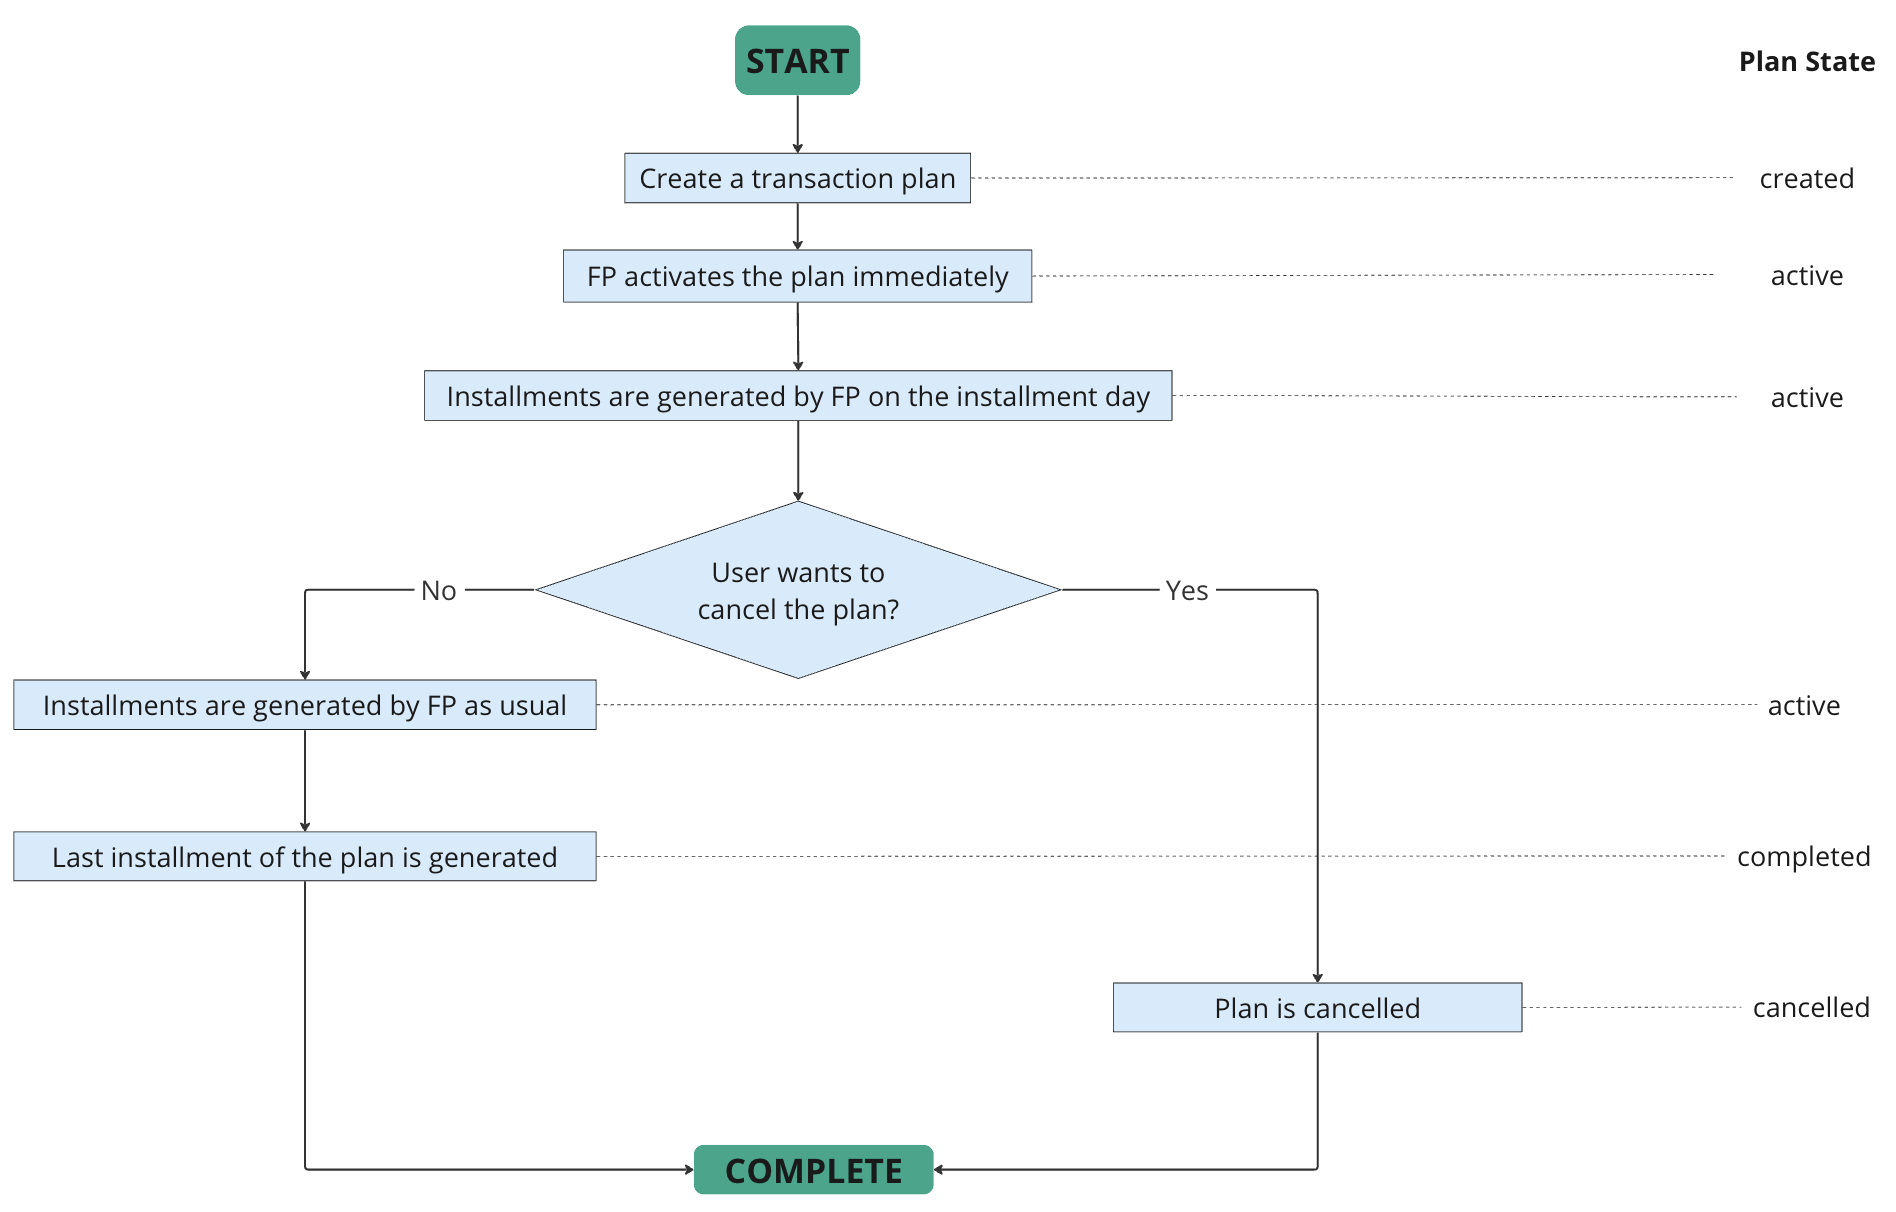 START
Plan State
Create a transaction plan
created
FP activates the plan immediately
active
Installments are generated by FP on the installment day
active
User wants to
cancel the plan?
No
Yes
Installments are generated by FP as usual
active
Last installment of the plan is generated
completed
Plan is cancelled
cancelled
COMPLETE